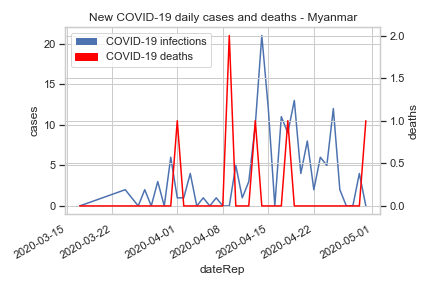 New COVID-19 daily cases and deaths - Myanmar
COVID-19 infections
COVID-19 deaths
20
15
10
5
0
cases
2.0
1.5
1.0
0.5
0.0
deaths
2020-03-15
2020-03-22
2020-04-01
2020-04-08
2020-04-15
2020-04-22
2020-05-01
dateRep